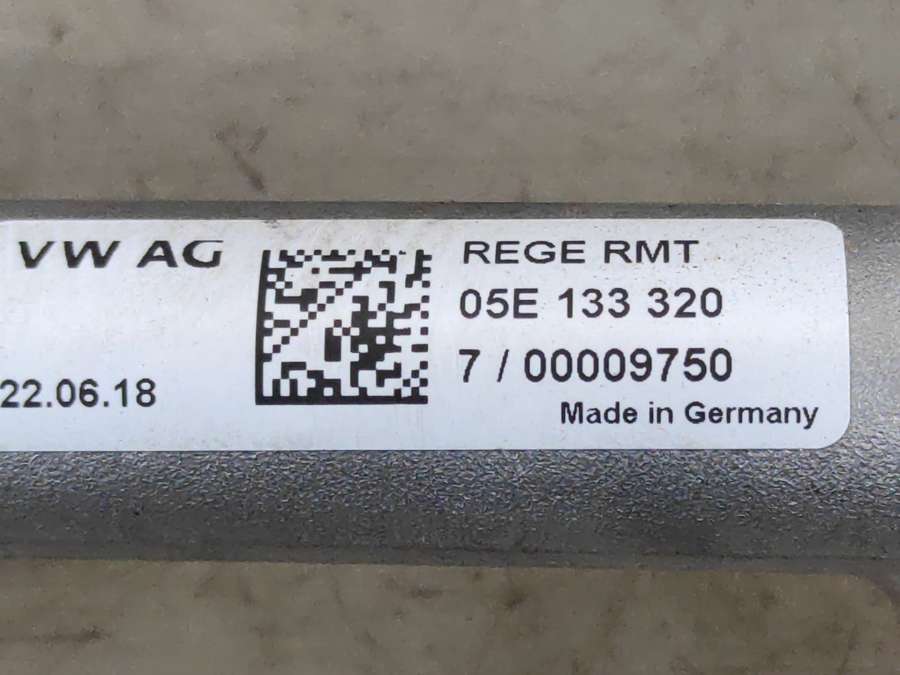 VW AG
22.06.18
REGE RMT
05E 133 320
7 / 00009750
Made in Germany